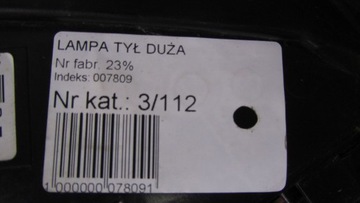 LAMPA TYŁ DUŻA
Nr fabr. 23%
Indeks: 007809
Nr kat.: 3/112
1 000000 078091